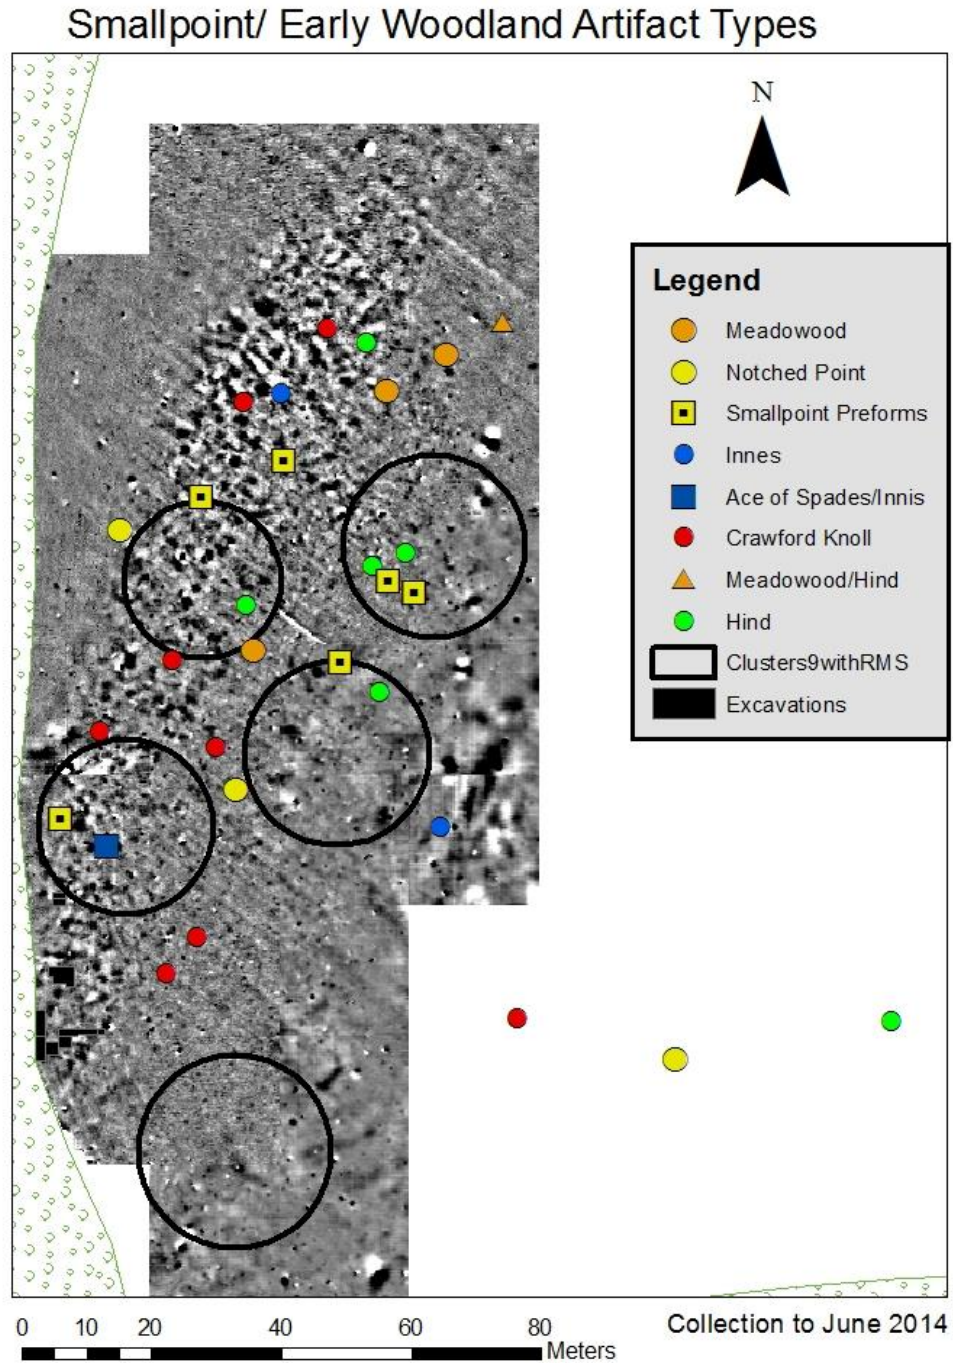 Smallpoint/ Early Woodland Artifact Types
N
Legend
Meadowood
Notched Point
Smallpoint Preforms
Innes
Ace of Spades/Innis
Crawford Knoll
Meadowood/Hind
Hind
Clusters9withRMS
Excavations
Collection to June 2014
0 10 20 40 60 80
Meters